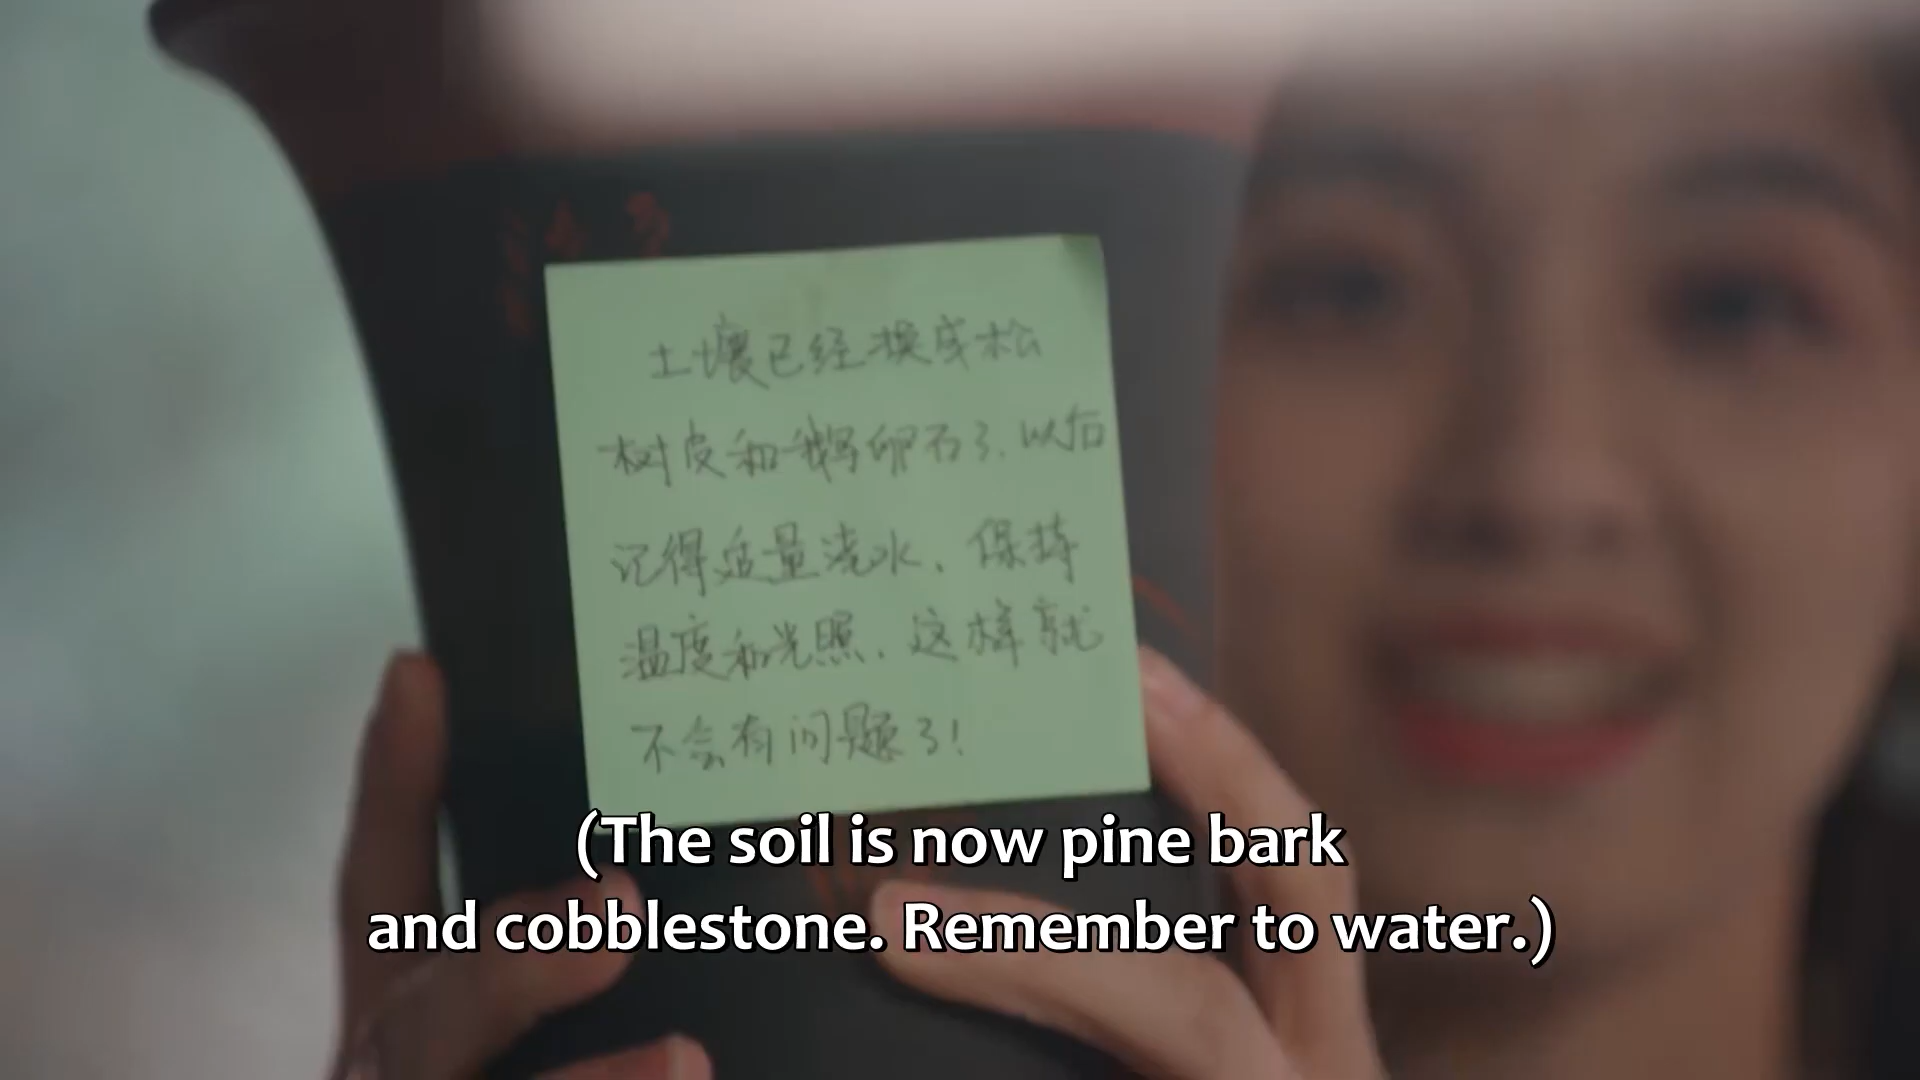 土壤已经换成松
树皮和鹅卵石了.以后
记得适量浇水、保持
温度和光照.这样就
不会有问题了!
(The soil is now pine bark
and cobblestone. Remember to water.)